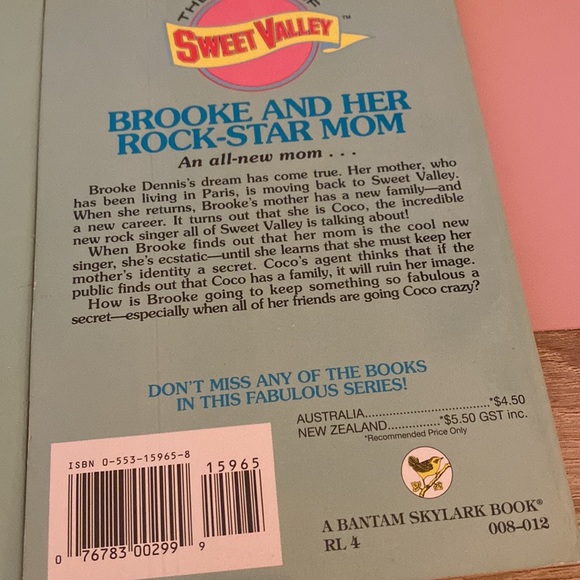 THE
OF
SWEET VALLEY™
BROOKE AND HER
ROCK-STAR MOM
An all-new mom . . .
Brooke Dennis's dream has come true. Her mother, who
has been living in Paris, is moving back to Sweet Valley.
When she returns, Brooke's mother has a new family—and
a new career. It turns out that she is Coco, the incredible
new rock singer all of Sweet Valley is talking about!
When Brooke finds out that her mom is the cool new
singer, she's ecstatic—until she learns that she must keep her
mother's identity a secret. Coco's agent thinks that if the
public finds out that Coco has a family, it will ruin her image.
How is Brooke going to keep something so fabulous a
secret—especially when all of her friends are going Coco crazy?
DON'T MISS ANY OF THE BOOKS
IN THIS FABULOUS SERIES!
AUSTRALIA..................................*$4.50
NEW ZEALAND..............*$5.50 GST inc.
*Recommended Price Only
ISBN 0-553-15965-8
15965
0 76783 00299 9
A BANTAM SKYLARK BOOK®
RL 4 008-012